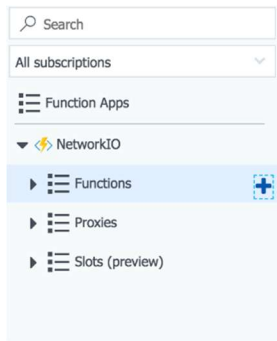 Search
All subscriptions
Function Apps
NetworkIO
Functions
Proxies
Slots (preview)